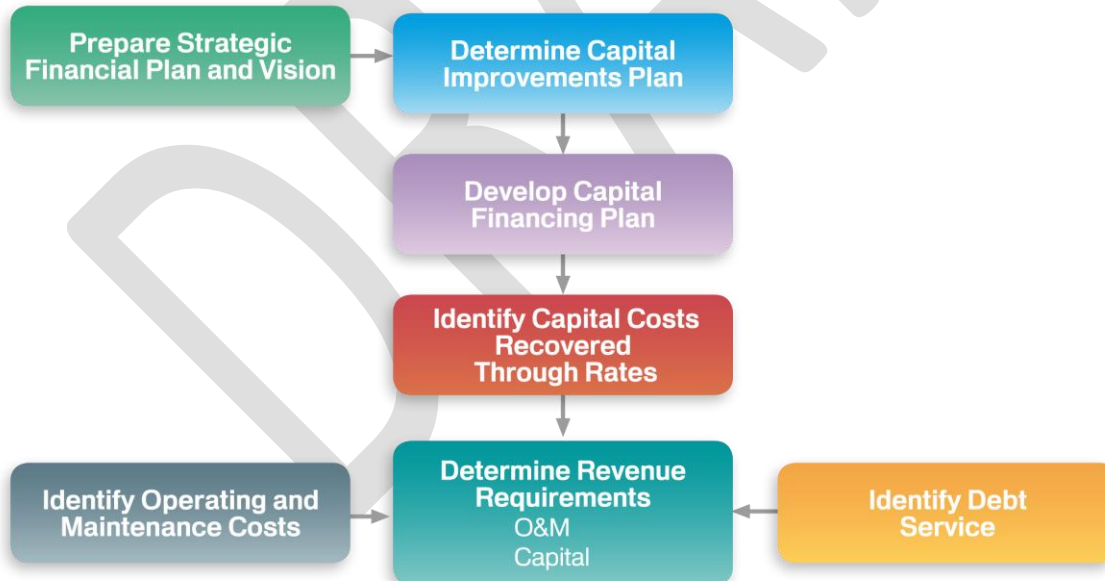 Prepare Strategic
Financial Plan and Vision
Determine Capital
Improvements Plan
Develop Capital
Financing Plan
Identify Capital Costs
Recovered
Through Rates
Identify Operating and
Maintenance Costs
Determine Revenue
Requirements
O&M
Capital
Identify Debt
Service